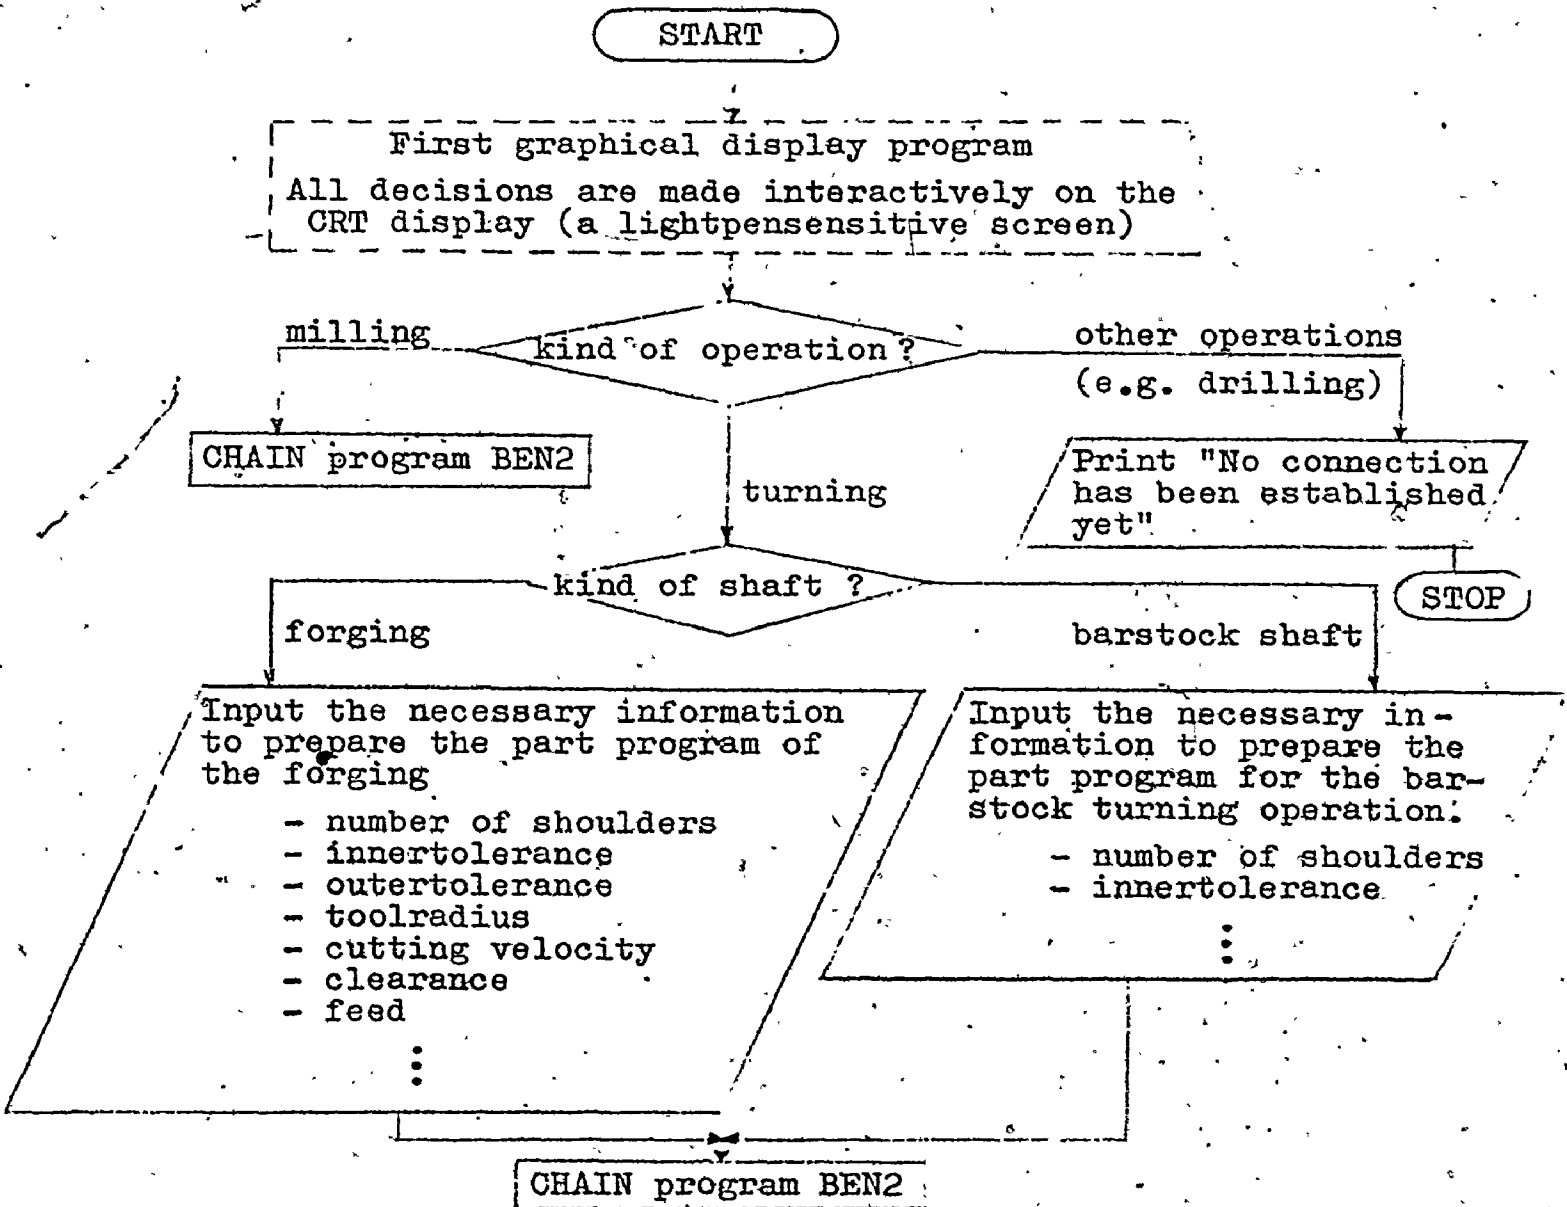 START
First graphical display program
All decisions are made interactively on the
CRT display (a lightpensensitive screen)
milling
kind of operation?
other operations
(e.g. drilling)
CHAIN program BEN2
turning
Print "No connection
has been established
yet"
STOP
kind of shaft ?
forging
barstock shaft
Input the necessary information
to prepare the part program of
the forging
- number of shoulders
- innertolerance
- outertolerance
- toolradius
- cutting velocity
- clearance
- feed
Input the necessary in-
formation to prepare the
part program for the bar-
stock turning operation:
- number of shoulders
- innertolerance
CHAIN program BEN2